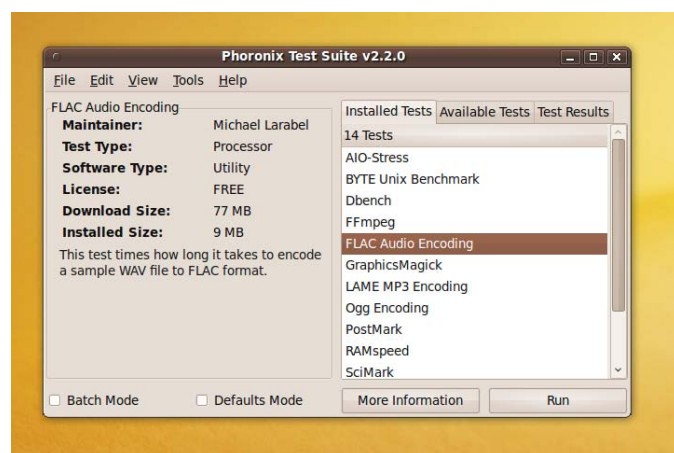 Phoronix Test Suite v2.2.0
File Edit View Tools Help
FLAC Audio Encoding
Maintainer: Michael Larabel
Test Type: Processor
Software Type: Utility
License: FREE
Download Size: 77 MB
Installed Size: 9 MB
This test times how long it takes to encode
a sample WAV file to FLAC format.
Installed Tests Available Tests Test Results
14 Tests
AIO-Stress
BYTE Unix Benchmark
Dbench
FFmpeg
FLAC Audio Encoding
GraphicsMagick
LAME MP3 Encoding
Ogg Encoding
PostMark
RAMspeed
SciMark
Batch Mode Defaults Mode More Information Run